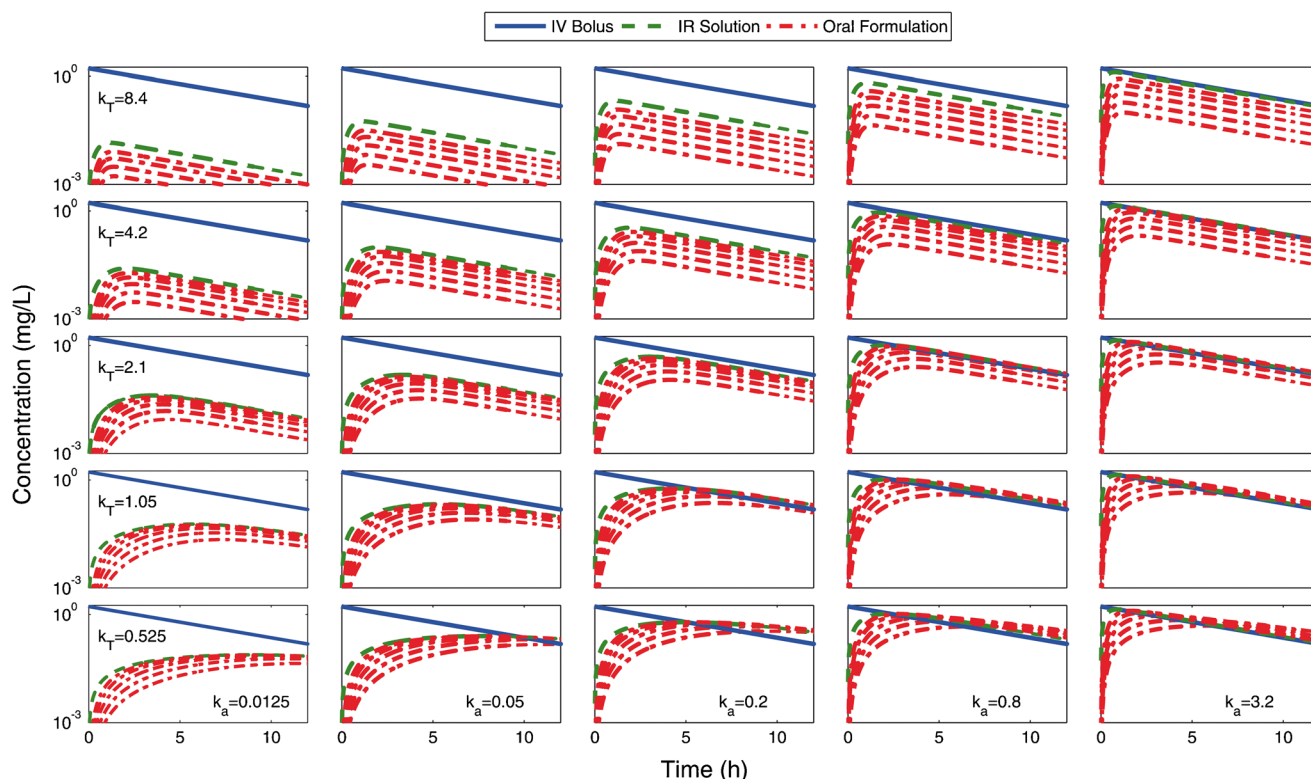 IV Bolus IR Solution Oral Formulation
10^0
k_T=8.4
10^-3
10^0
k_T=4.2
10^-3
10^0
k_T=2.1
10^-3
10^0
k_T=1.05
10^-3
10^0
k_T=0.525
k_a=0.0125 k_a=0.05 k_a=0.2 k_a=0.8 k_a=3.2
10^-3
0 5 10 0 5 10 0 5 10 0 5 10 0 5 10
Concentration (mg/L)
Time (h)